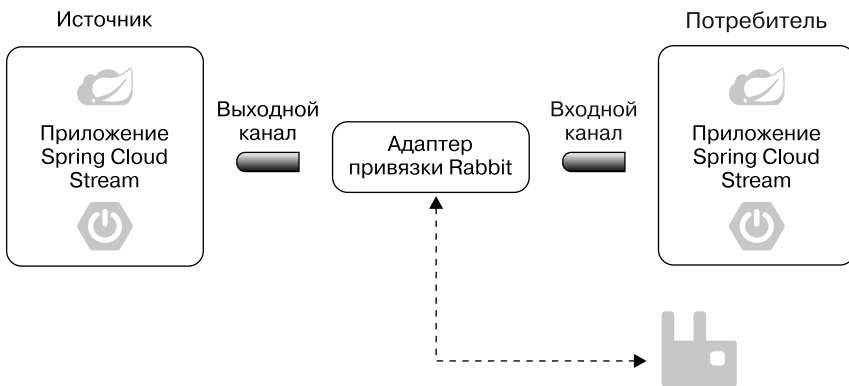 Источник
Потребитель
Приложение
Spring Cloud
Stream
Выходной
канал
Адаптер
привязки Rabbit
Входной
канал
Приложение
Spring Cloud
Stream